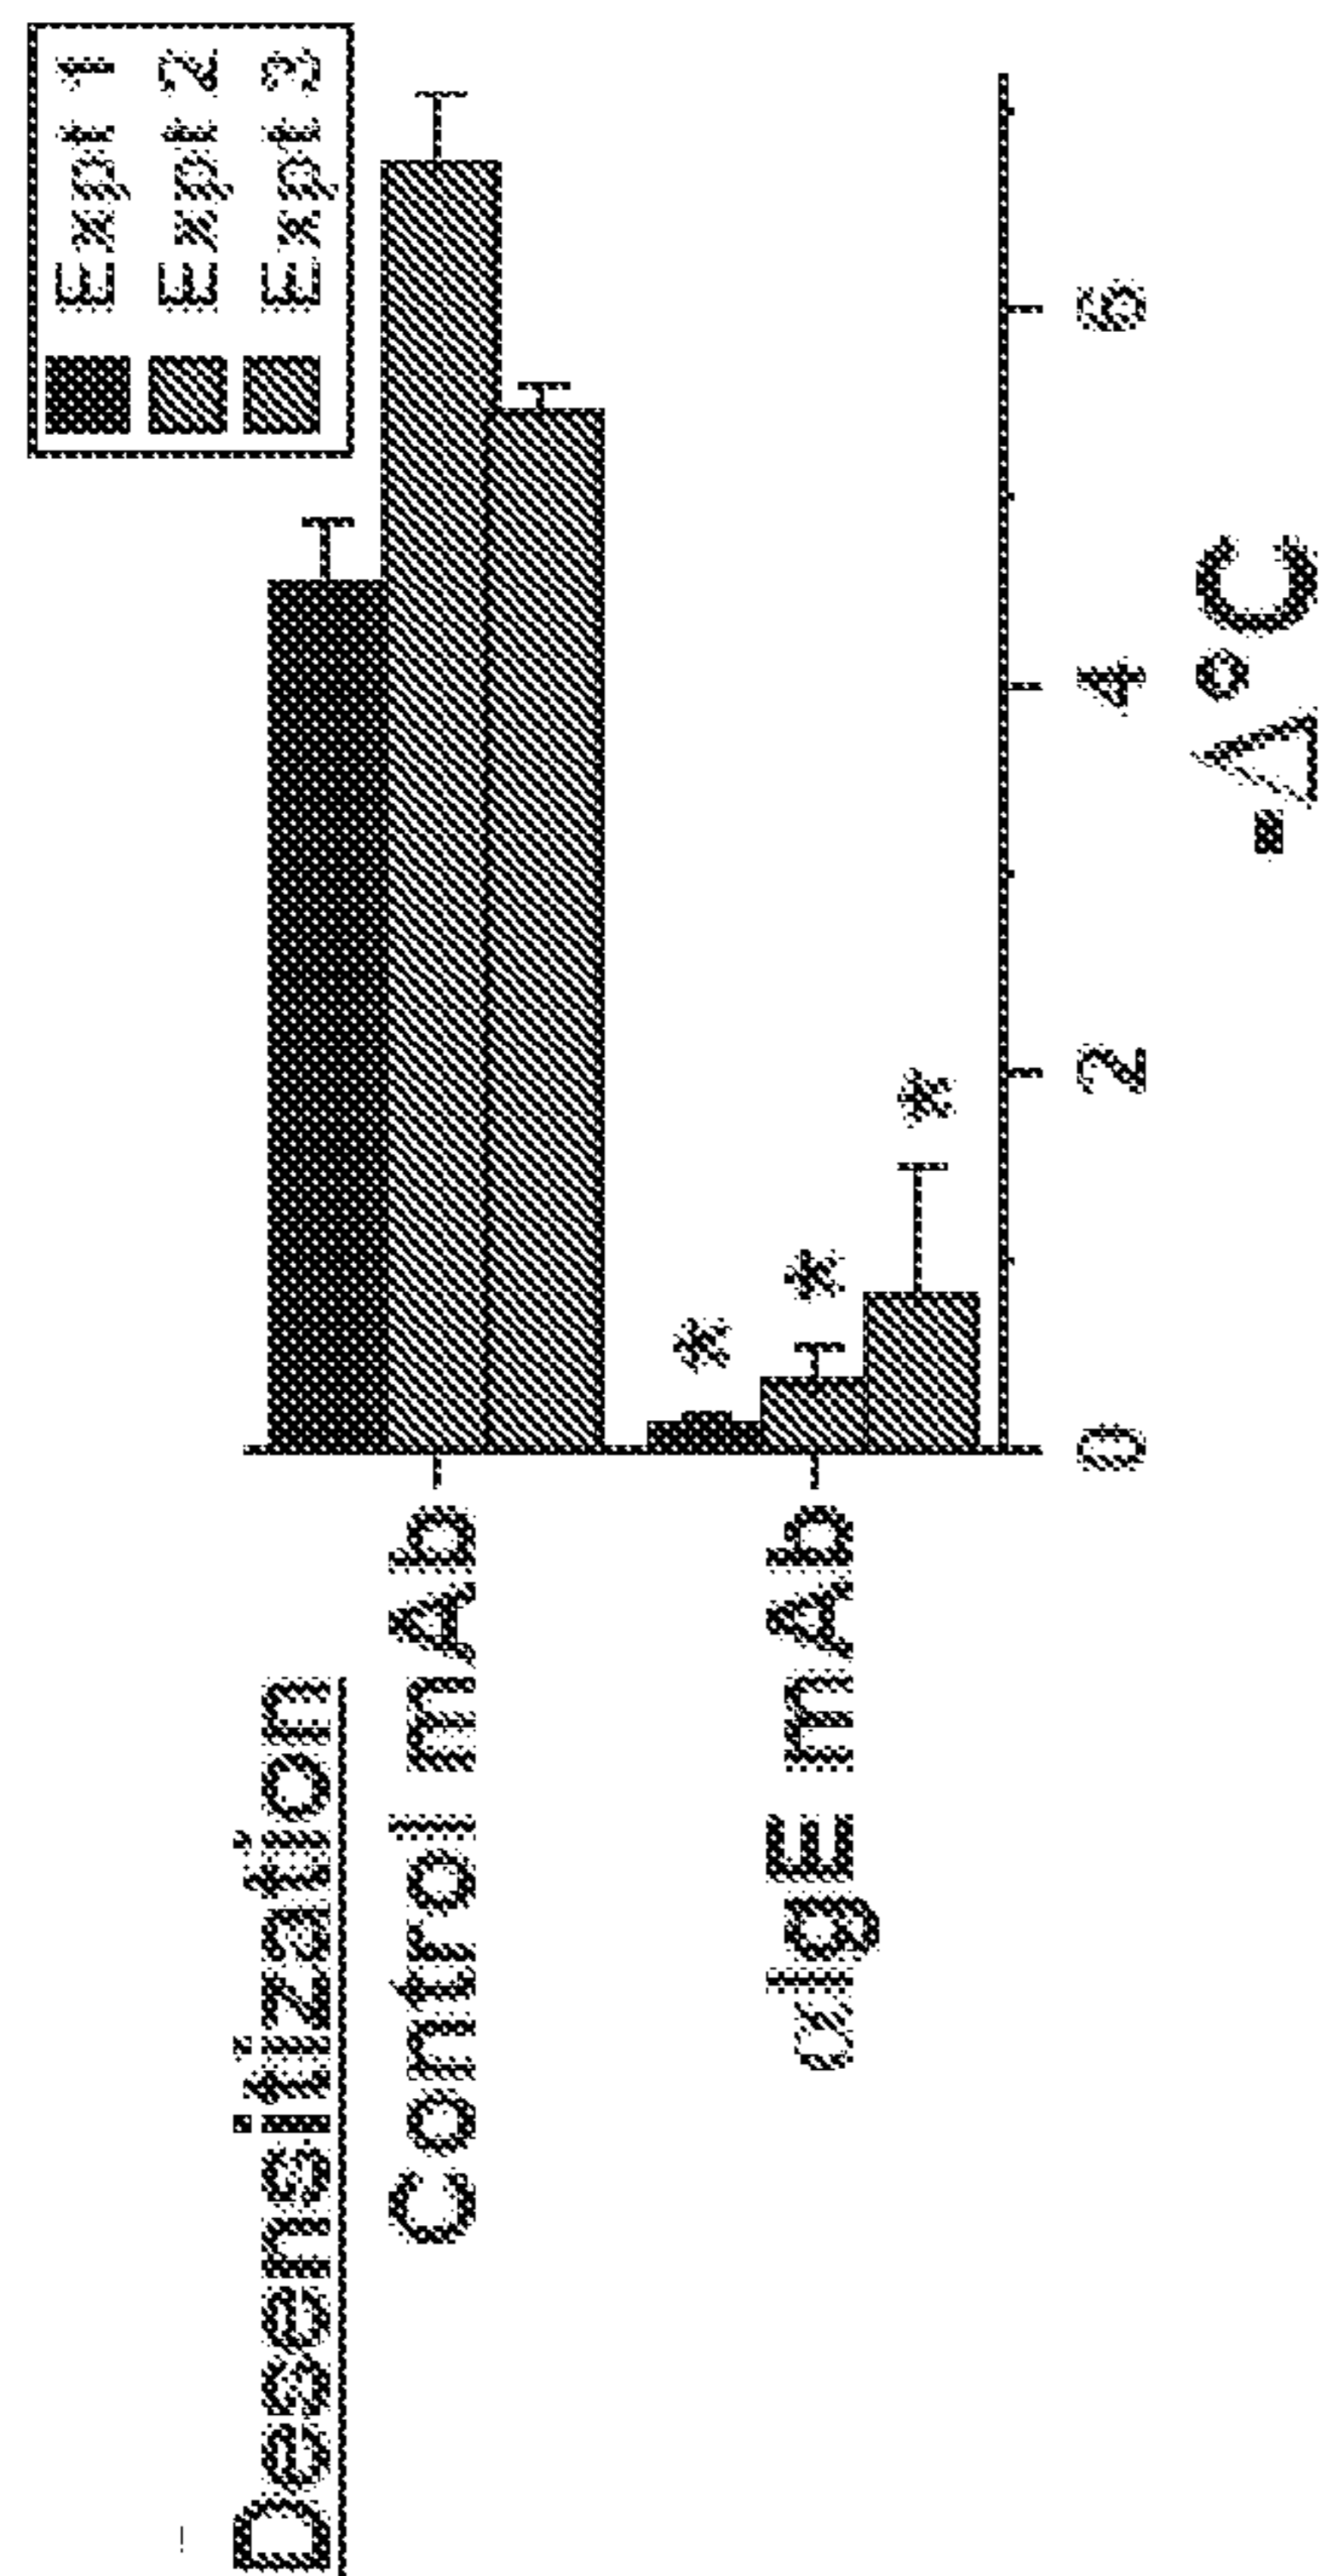 Expt 1
Expt 2
Expt 3
Desensitization
Control mAb
αIgE mAb
*
*
*
0 2 4 6
-Δ°C